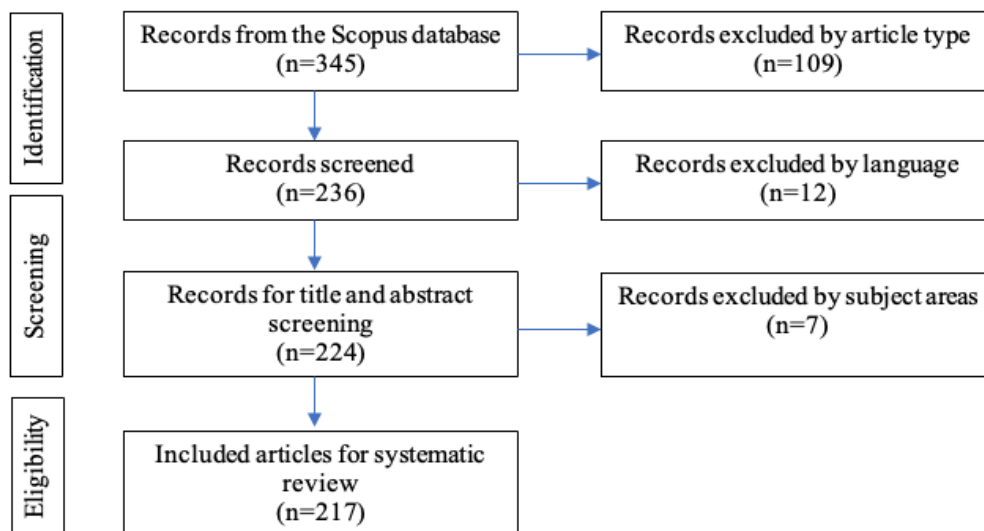 Identification
Records from the Scopus database
(n=345)
Records excluded by article type
(n=109)
Records screened
(n=236)
Records excluded by language
(n=12)
Screening
Records for title and abstract
screening
(n=224)
Records excluded by subject areas
(n=7)
Eligibility
Included articles for systematic
review
(n=217)